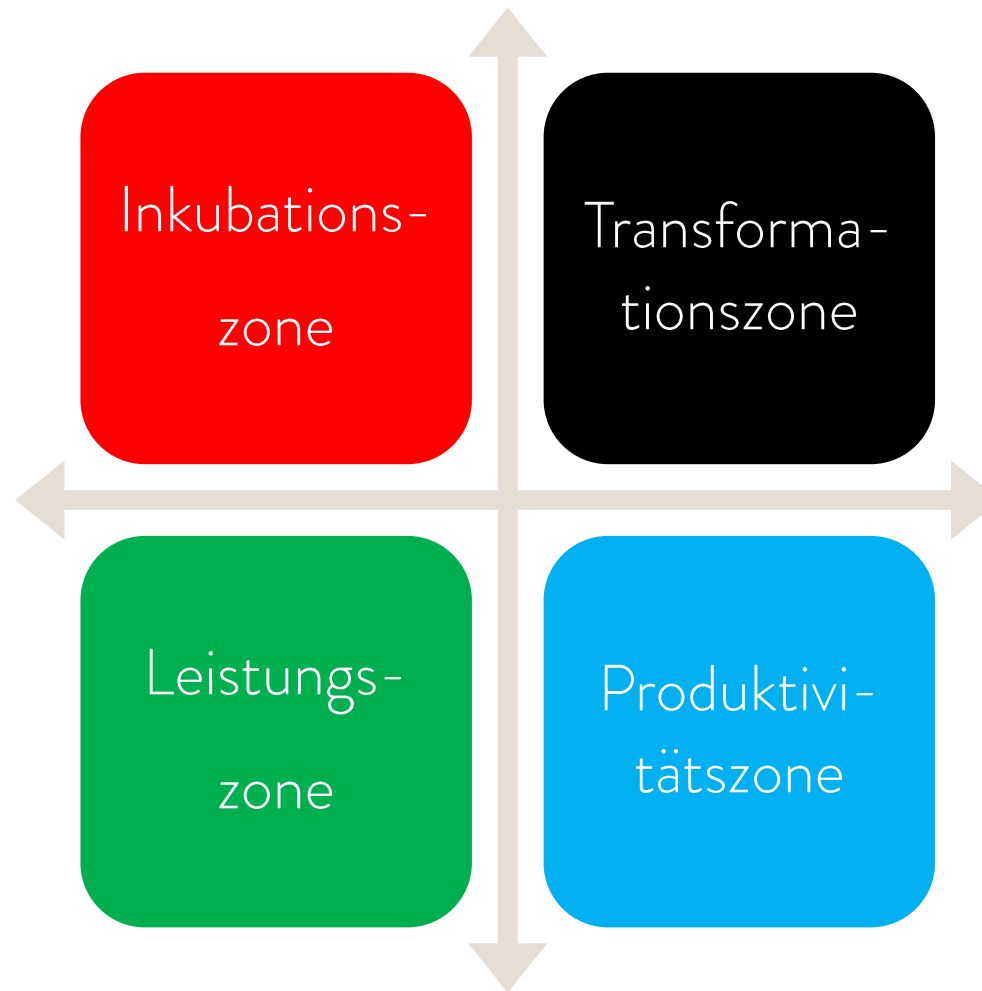 Inkubations-
zone
Transforma-
tionszone
Leistungs-
zone
Produktivi-
tätszone